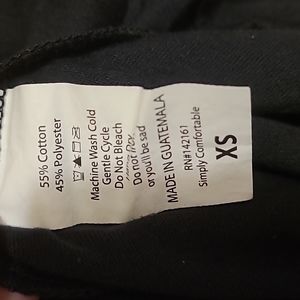 55% Cotton
45% Polyester
Machine Wash Cold
Gentle Cycle
Do Not Bleach
Do not Dry
or you'll be sad
MADE IN GUATEMALA
RN#142161
Simply Comfortable
XS